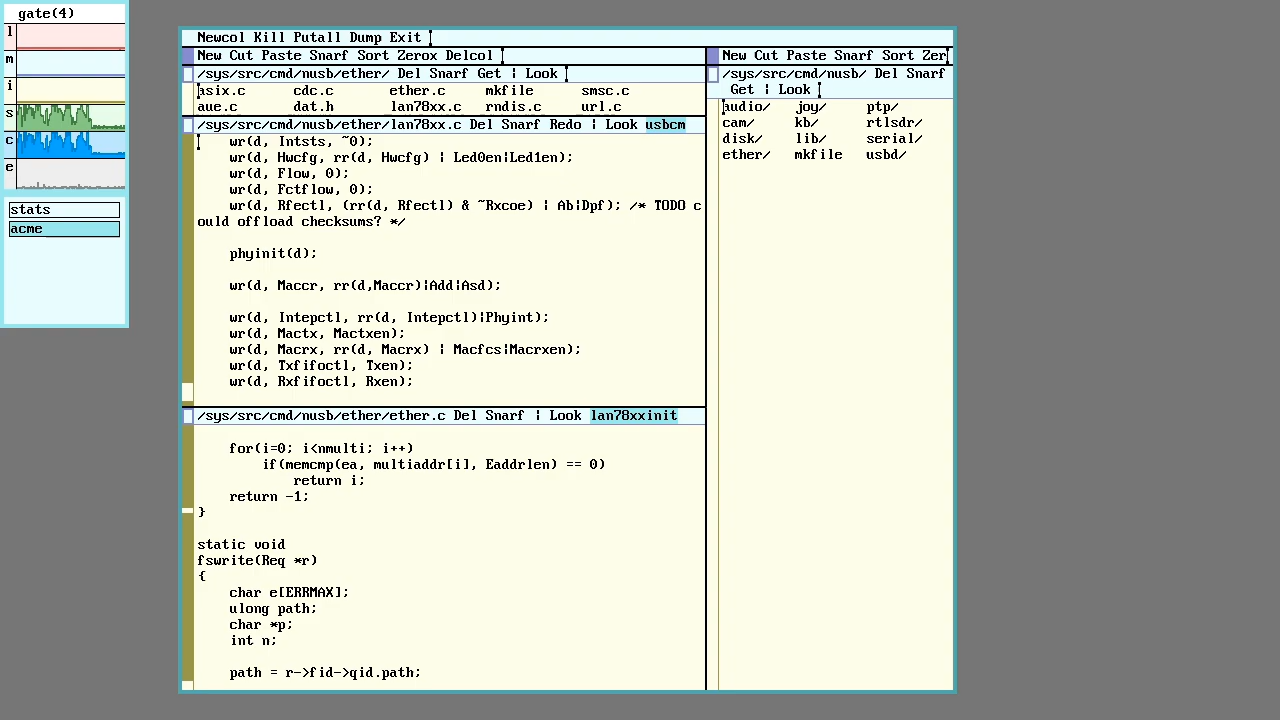 gate(4)
l
m
i
s
c
e
stats
acme
Newcol Kill Putall Dump Exit
New Cut Paste Snarf Sort Zerox Delcol
/sys/src/cmd/nusb/ether/ Del Snarf Get | Look
asix.c cdc.c ether.c mkfile smsc.c
aue.c dat.h lan78xx.c rndis.c url.c
/sys/src/cmd/nusb/ether/lan78xx.c Del Snarf Redo | Look usbcm
wr(d, Intsts, ~0);
wr(d, Hwcfg, rr(d, Hwcfg) | Led0en|Led1en);
wr(d, Flow, 0);
wr(d, Fctflow, 0);
wr(d, Rfectl, (rr(d, Rfectl) & ~Rxcoe) | Ab|Dpf); /* TODO c
ould offload checksums? */
phyinit(d);
wr(d, Maccr, rr(d,Maccr)|Add|Asd);
wr(d, Intepctl, rr(d, Intepctl)|Phyint);
wr(d, Mactx, Mactxen);
wr(d, Macrx, rr(d, Macrx) | Macfcs|Macrxen);
wr(d, Txfifoctl, Txen);
wr(d, Rxfifoctl, Rxen);
/sys/src/cmd/nusb/ether/ether.c Del Snarf | Look lan78xxinit
for(i=0; i<nmulti; i++)
if(memcmp(ea, multiaddr[i], Eaddrlen) == 0)
return i;
return -1;
}
static void
fswrite(Req *r)
{
char e[ERRMAX];
ulong path;
char *p;
int n;
path = r->fid->qid.path;
New Cut Paste Snarf Sort Zer
/sys/src/cmd/nusb/ Del Snarf
Get | Look
audio/ joy/ ptp/
cam/ kb/ rtlsdr/
disk/ lib/ serial/
ether/ mkfile usbd/